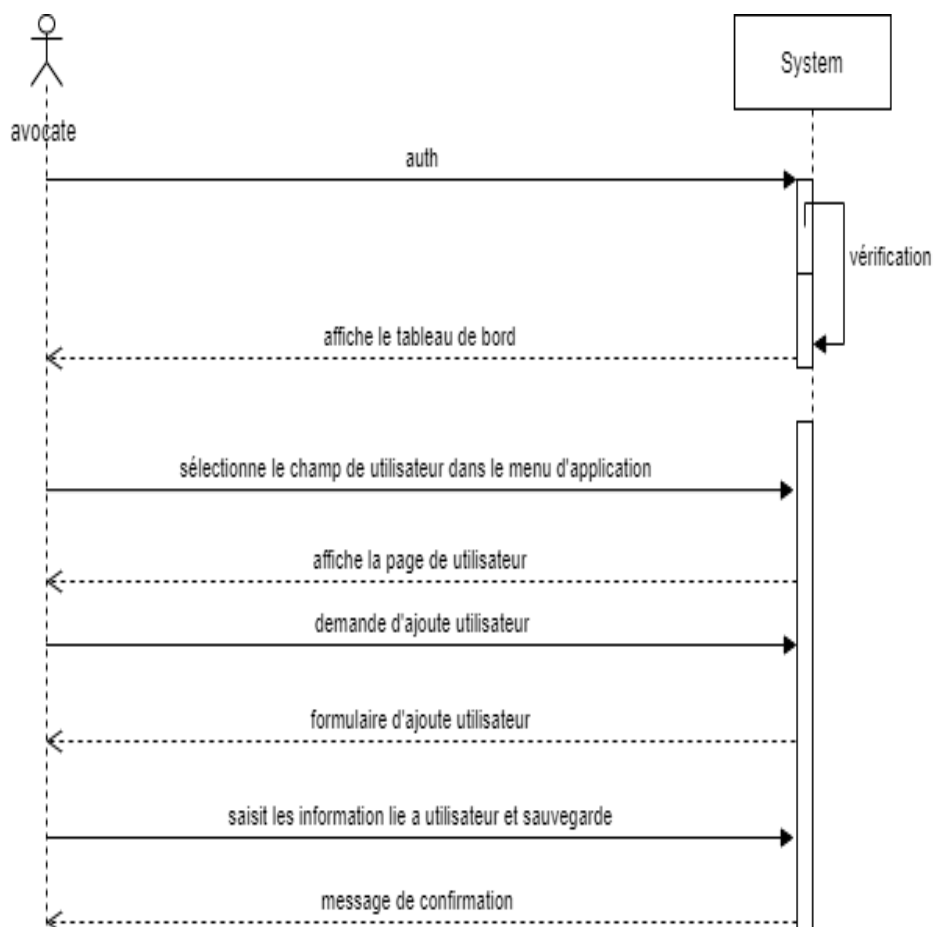 System
avocate
auth
vérification
affiche le tableau de bord
sélectionne le champ de utilisateur dans le menu d'application
affiche la page de utilisateur
demande d'ajoute utilisateur
formulaire d'ajoute utilisateur
saisit les information lie a utilisateur et sauvegarde
message de confirmation